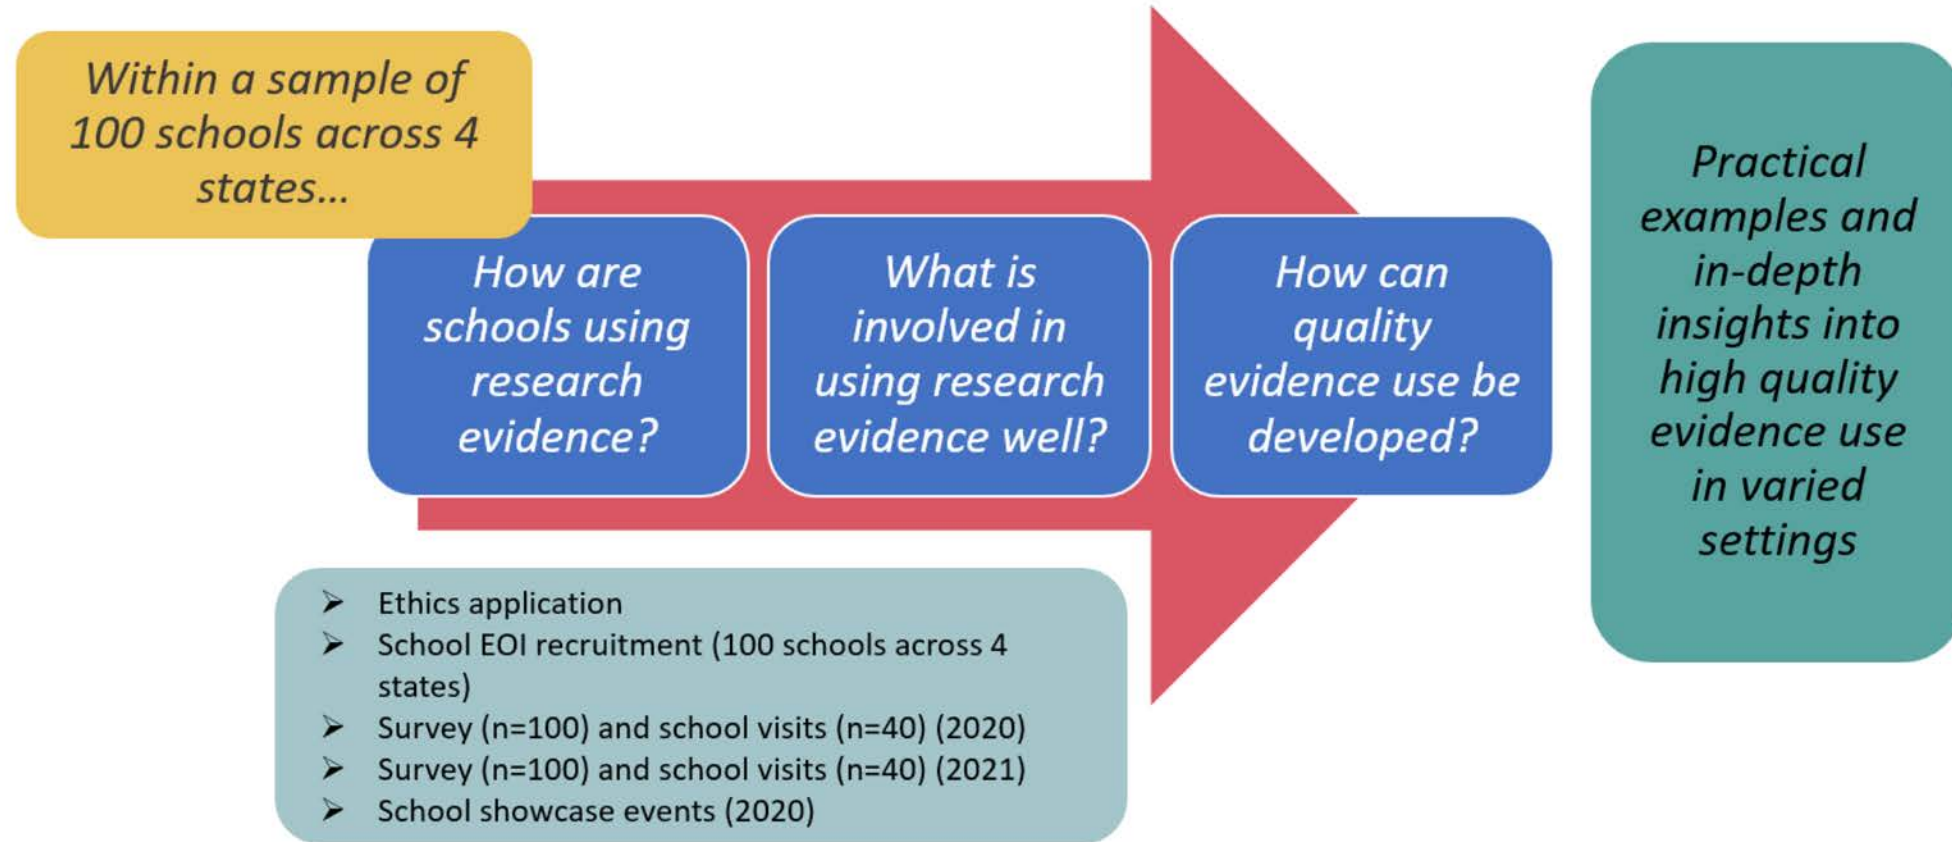 Within a sample of
100 schools across 4
states...
How are
schools using
research
evidence?
What is
involved in
using research
evidence well?
How can
quality
evidence use be
developed?
Practical
examples and
in-depth
insights into
high quality
evidence use
in varied
settings
➢ Ethics application
➢ School EOI recruitment (100 schools across 4
states)
➢ Survey (n=100) and school visits (n=40) (2020)
➢ Survey (n=100) and school visits (n=40) (2021)
➢ School showcase events (2020)